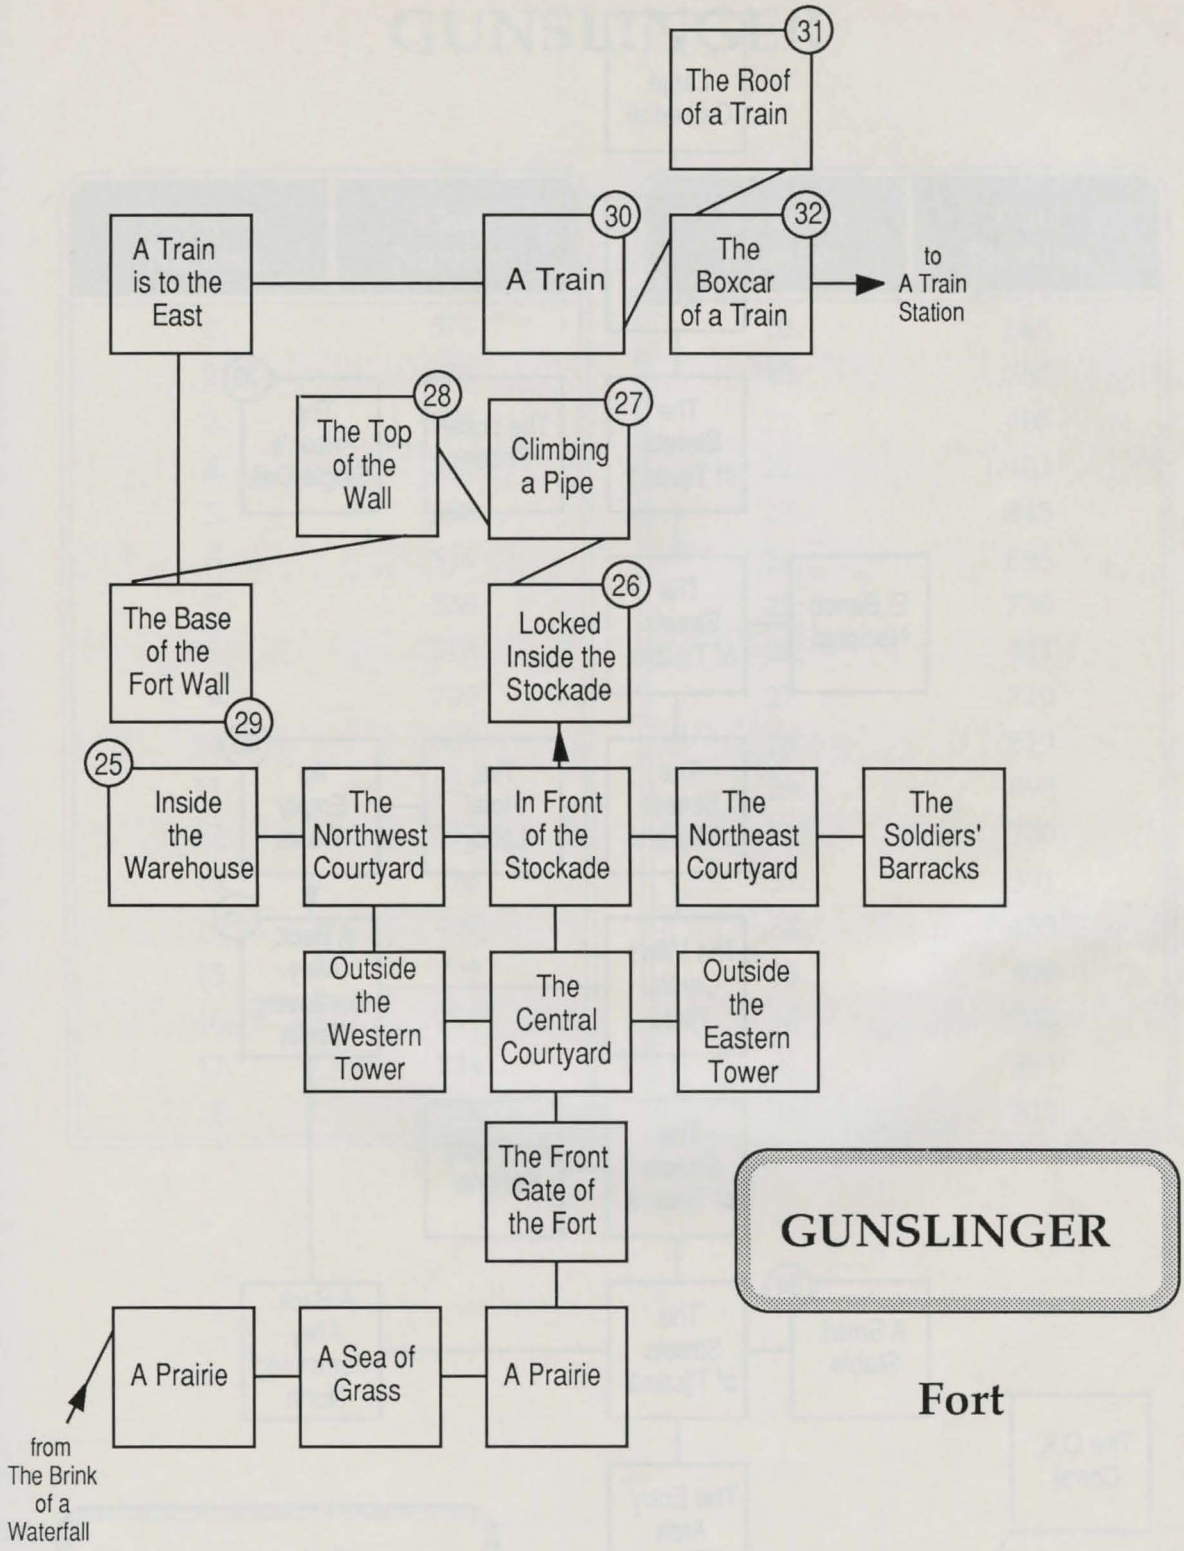 31
The Roof
of a Train
30
32
A Train
is to the
East
A Train
The
Boxcar
of a Train
to
A Train
Station
28
27
The Top
of the
Wall
Climbing
a Pipe
26
The Base
of the
Fort Wall
29
Locked
Inside the
Stockade
25
Inside
the
Warehouse
The
Northwest
Courtyard
In Front
of the
Stockade
The
Northeast
Courtyard
The
Soldiers'
Barracks
Outside
the
Western
Tower
The
Central
Courtyard
Outside
the
Eastern
Tower
The Front
Gate of
the Fort
GUNSLINGER
A Prairie
A Sea of
Grass
A Prairie
Fort
from
The Brink
of a
Waterfall